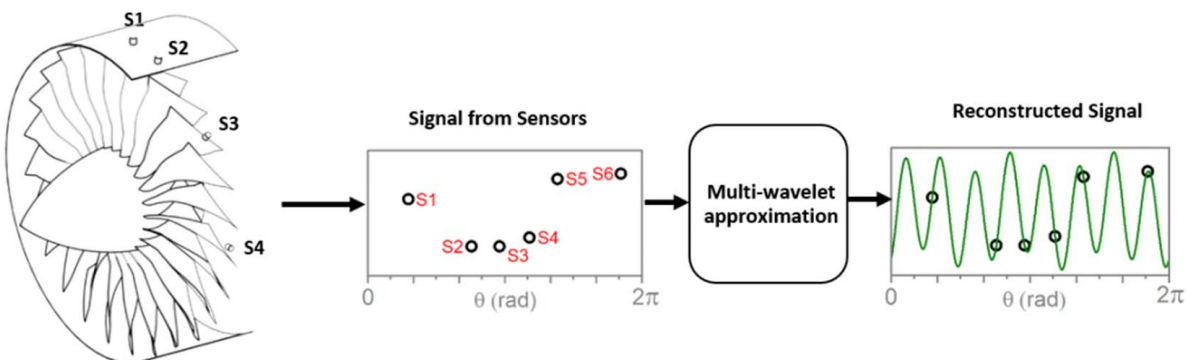 S1
S2
S3
S4
Signal from Sensors
S1
S2
S3
S4
S5
S6
0
θ (rad)
2π
Multi-wavelet
approximation
Reconstructed Signal
0
θ (rad)
2π